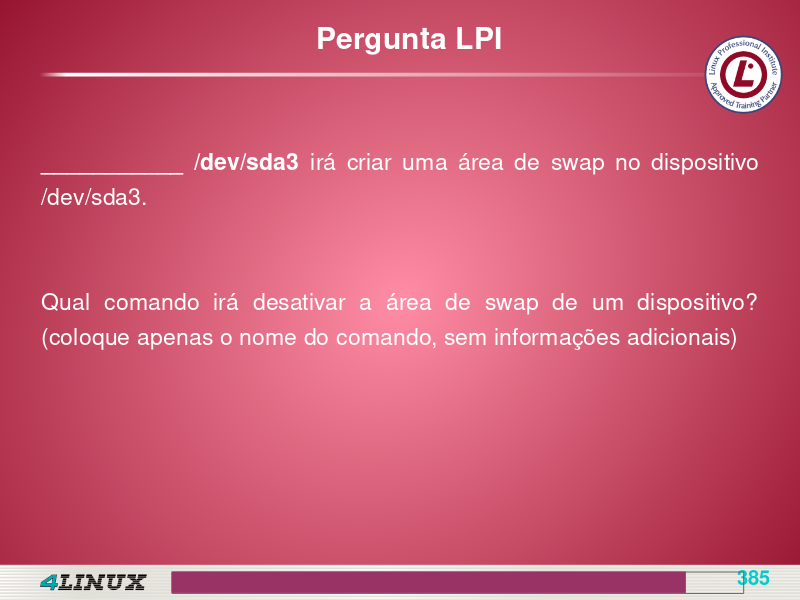 Pergunta LPI
Linux Professional Institute
Approved Training Partner
___________ /dev/sda3 irá criar uma área de swap no dispositivo
/dev/sda3.
Qual comando irá desativar a área de swap de um dispositivo?
(coloque apenas o nome do comando, sem informações adicionais)
4LINUX
385